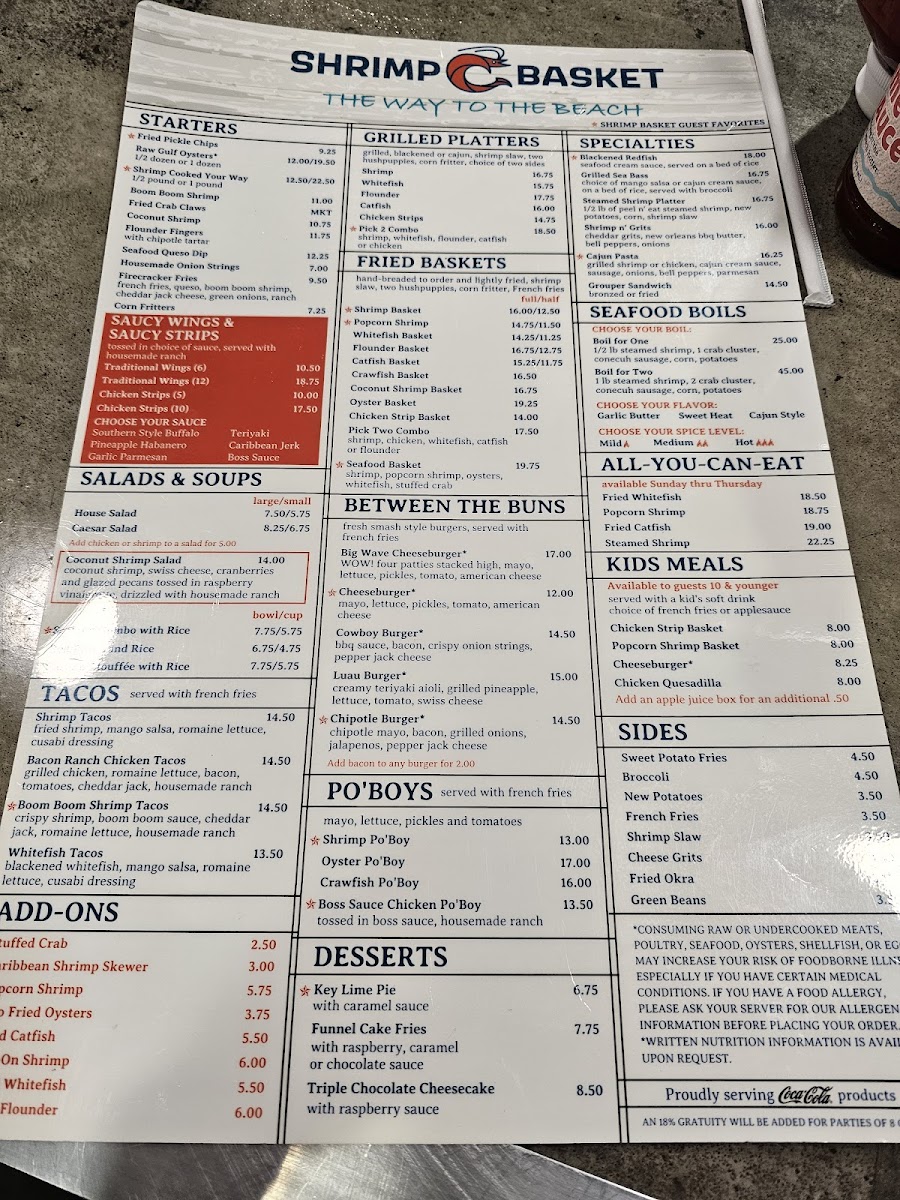 SHRIMP BASKET
THE WAY TO THE BEACH
SHRIMP BASKET GUEST FAVORITES
STARTERS
Fried Pickle Chips 9.25
Raw Gulf Oysters* 12.00/19.50
1/2 dozen or 1 dozen
Shrimp Cooked Your Way 12.50/22.50
1/2 pound or 1 pound
Boom Boom Shrimp 11.00
Fried Crab Claws MKT
Coconut Shrimp 10.75
Flounder Fingers 11.75
with chipotle tartar
Seafood Queso Dip 12.25
Housemade Onion Strings 7.00
Firecracker Fries 9.50
french fries, queso, boom boom shrimp,
cheddar jack cheese, green onions, ranch
Corn Fritters 7.25
SAUCY WINGS &
SAUCY STRIPS
tossed in choice of sauce, served with
housemade ranch
Traditional Wings (6) 10.50
Traditional Wings (12) 18.75
Chicken Strips (5) 10.00
Chicken Strips (10) 17.50
CHOOSE YOUR SAUCE
Southern Style Buffalo Teriyaki
Pineapple Habanero Caribbean Jerk
Garlic Parmesan Boss Sauce
SALADS & SOUPS
large/small
House Salad 7.50/5.75
Caesar Salad 8.25/6.75
Add chicken or shrimp to a salad for 5.00
Coconut Shrimp Salad 14.00
coconut shrimp, swiss cheese, cranberries
and glazed pecans tossed in raspberry
vinaigrette, drizzled with housemade ranch
bowl/cup
with Rice 7.75/5.75
Rice 6.75/4.75
with Rice 7.75/5.75
TACOS served with french fries
Shrimp Tacos 14.50
fried shrimp, mango salsa, romaine lettuce,
cusabi dressing
Bacon Ranch Chicken Tacos 14.50
grilled chicken, romaine lettuce, bacon,
tomatoes, cheddar jack, housemade ranch
Boom Boom Shrimp Tacos 14.50
crispy shrimp, boom boom sauce, cheddar
jack, romaine lettuce, housemade ranch
Whitefish Tacos 13.50
blackened whitefish, mango salsa, romaine
lettuce, cusabi dressing
ADD-ONS
tuffed Crab 2.50
ribbean Shrimp Skewer 3.00
pcorn Shrimp 5.75
Fried Oysters 3.75
d Catfish 5.50
-On Shrimp 6.00
Whitefish 5.50
Flounder 6.00
GRILLED PLATTERS
grilled, blackened or cajun, shrimp slaw, two
hushpuppies, corn fritter, choice of two sides
Shrimp 16.75
Whitefish 15.75
Flounder 17.75
Catfish 16.00
Chicken Strips 14.75
Pick 2 Combo 18.50
shrimp, whitefish, flounder, catfish
or chicken
FRIED BASKETS
hand-breaded to order and lightly fried, shrimp
slaw, two hushpuppies, corn fritter, French fries
full/half
Shrimp Basket 16.00/12.50
Popcorn Shrimp 14.75/11.50
Whitefish Basket 14.25/11.25
Flounder Basket 16.75/12.75
Catfish Basket 15.25/11.75
Crawfish Basket 16.50
Coconut Shrimp Basket 16.75
Oyster Basket 19.25
Chicken Strip Basket 14.00
Pick Two Combo 17.50
shrimp, chicken, whitefish, catfish
or flounder
Seafood Basket 19.75
shrimp, popcorn shrimp, oysters,
whitefish, stuffed crab
BETWEEN THE BUNS
fresh smash style burgers, served with
french fries
Big Wave Cheeseburger* 17.00
WOW! four patties stacked high, mayo,
lettuce, pickles, tomato, american cheese
Cheeseburger* 12.00
mayo, lettuce, pickles, tomato, american
cheese
Cowboy Burger* 14.50
bbq sauce, bacon, crispy onion strings,
pepper jack cheese
Luau Burger* 15.00
creamy teriyaki aioli, grilled pineapple,
lettuce, tomato, swiss cheese
Chipotle Burger* 14.50
chipotle mayo, bacon, grilled onions,
jalapenos, pepper jack cheese
Add bacon to any burger for 2.00
PO'BOYS served with french fries
mayo, lettuce, pickles and tomatoes
Shrimp Po'Boy 13.00
Oyster Po'Boy 17.00
Crawfish Po'Boy 16.00
Boss Sauce Chicken Po'Boy 13.50
tossed in boss sauce, housemade ranch
DESSERTS
Key Lime Pie 6.75
with caramel sauce
Funnel Cake Fries 7.75
with raspberry, caramel
or chocolate sauce
Triple Chocolate Cheesecake 8.50
with raspberry sauce
SPECIALTIES
Blackened Redfish 18.00
seafood cream sauce, served on a bed of rice
Grilled Sea Bass 16.75
choice of mango salsa or cajun cream sauce,
on a bed of rice, served with broccoli
Steamed Shrimp Platter 16.75
1/2 lb of peel n' eat steamed shrimp, new
potatoes, corn, shrimp slaw
Shrimp n' Grits 16.00
cheddar grits, new orleans bbq butter,
bell peppers, onions
Cajun Pasta 16.25
grilled shrimp or chicken, cajun cream sauce,
sausage, onions, bell peppers, parmesan
Grouper Sandwich 14.50
bronzed or fried
SEAFOOD BOILS
CHOOSE YOUR BOIL:
Boil for One 25.00
1/2 lb steamed shrimp, 1 crab cluster,
conecuh sausage, corn, potatoes
Boil for Two 45.00
1 lb steamed shrimp, 2 crab cluster,
conecuh sausage, corn, potatoes
CHOOSE YOUR FLAVOR:
Garlic Butter Sweet Heat Cajun Style
CHOOSE YOUR SPICE LEVEL:
Mild Medium Hot
ALL-YOU-CAN-EAT
available Sunday thru Thursday
Fried Whitefish 18.50
Popcorn Shrimp 18.75
Fried Catfish 19.00
Steamed Shrimp 22.25
KIDS MEALS
Available to guests 10 & younger
served with a kid's soft drink
choice of french fries or applesauce
Chicken Strip Basket 8.00
Popcorn Shrimp Basket 8.00
Cheeseburger* 8.25
Chicken Quesadilla 8.00
Add an apple juice box for an additional .50
SIDES
Sweet Potato Fries 4.50
Broccoli 4.50
New Potatoes 3.50
French Fries 3.50
Shrimp Slaw
Cheese Grits
Fried Okra
Green Beans
*CONSUMING RAW OR UNDERCOOKED MEATS,
POULTRY, SEAFOOD, OYSTERS, SHELLFISH, OR EG
MAY INCREASE YOUR RISK OF FOODBORNE ILLN
ESPECIALLY IF YOU HAVE CERTAIN MEDICAL
CONDITIONS. IF YOU HAVE A FOOD ALLERGY,
PLEASE ASK YOUR SERVER FOR OUR ALLERGEN
INFORMATION BEFORE PLACING YOUR ORDER.
*WRITTEN NUTRITION INFORMATION IS AVAI
UPON REQUEST.
Proudly serving Coca-Cola products
AN 18% GRATUITY WILL BE ADDED FOR PARTIES OF 8